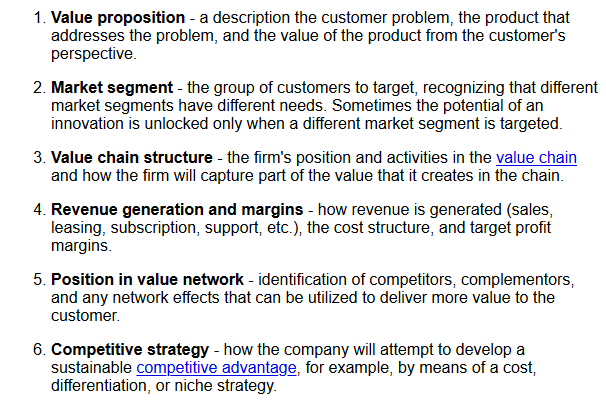 1. Value proposition - a description the customer problem, the product that
addresses the problem, and the value of the product from the customer's
perspective.
2. Market segment - the group of customers to target, recognizing that different
market segments have different needs. Sometimes the potential of an
innovation is unlocked only when a different market segment is targeted.
3. Value chain structure - the firm's position and activities in the value chain
and how the firm will capture part of the value that it creates in the chain.
4. Revenue generation and margins - how revenue is generated (sales,
leasing, subscription, support, etc.), the cost structure, and target profit
margins.
5. Position in value network - identification of competitors, complementors,
and any network effects that can be utilized to deliver more value to the
customer.
6. Competitive strategy - how the company will attempt to develop a
sustainable competitive advantage, for example, by means of a cost,
differentiation, or niche strategy.